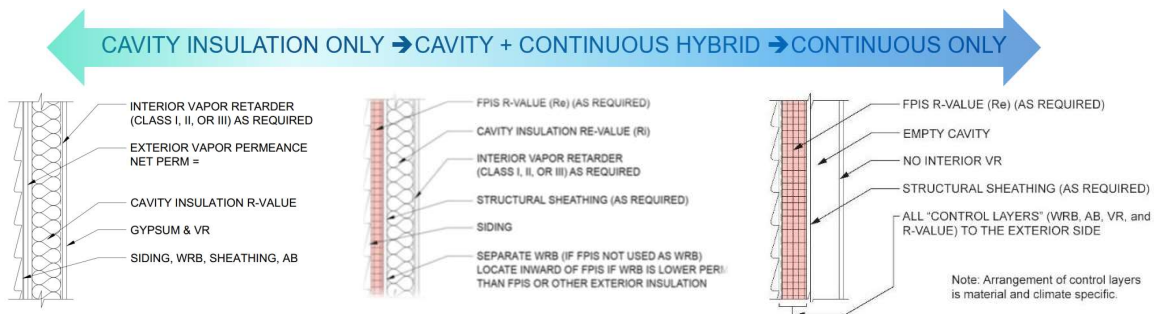 CAVITY INSULATION ONLY ➔CAVITY + CONTINUOUS HYBRID ➔CONTINUOUS ONLY
INTERIOR VAPOR RETARDER
(CLASS I, II, OR III) AS REQUIRED
EXTERIOR VAPOR PERMEANCE
NET PERM =
CAVITY INSULATION R-VALUE
GYPSUM & VR
SIDING, WRB, SHEATHING, AB
FPIS R-VALUE (Re) (AS REQUIRED)
CAVITY INSULATION RE-VALUE (Ri)
INTERIOR VAPOR RETARDER
(CLASS I, II, OR III) AS REQUIRED
STRUCTURAL SHEATHING (AS REQUIRED)
SIDING
SEPARATE WRB (IF FPIS NOT USED AS WRB)
LOCATE INWARD OF FPIS IF WRB IS LOWER PERM
THAN FPIS OR OTHER EXTERIOR INSULATION
FPIS R-VALUE (Re) (AS REQUIRED)
EMPTY CAVITY
NO INTERIOR VR
STRUCTURAL SHEATHING (AS REQUIRED)
ALL “CONTROL LAYERS” (WRB, AB, VR, and
R-VALUE) TO THE EXTERIOR SIDE
Note: Arrangement of control layers
is material and climate specific.